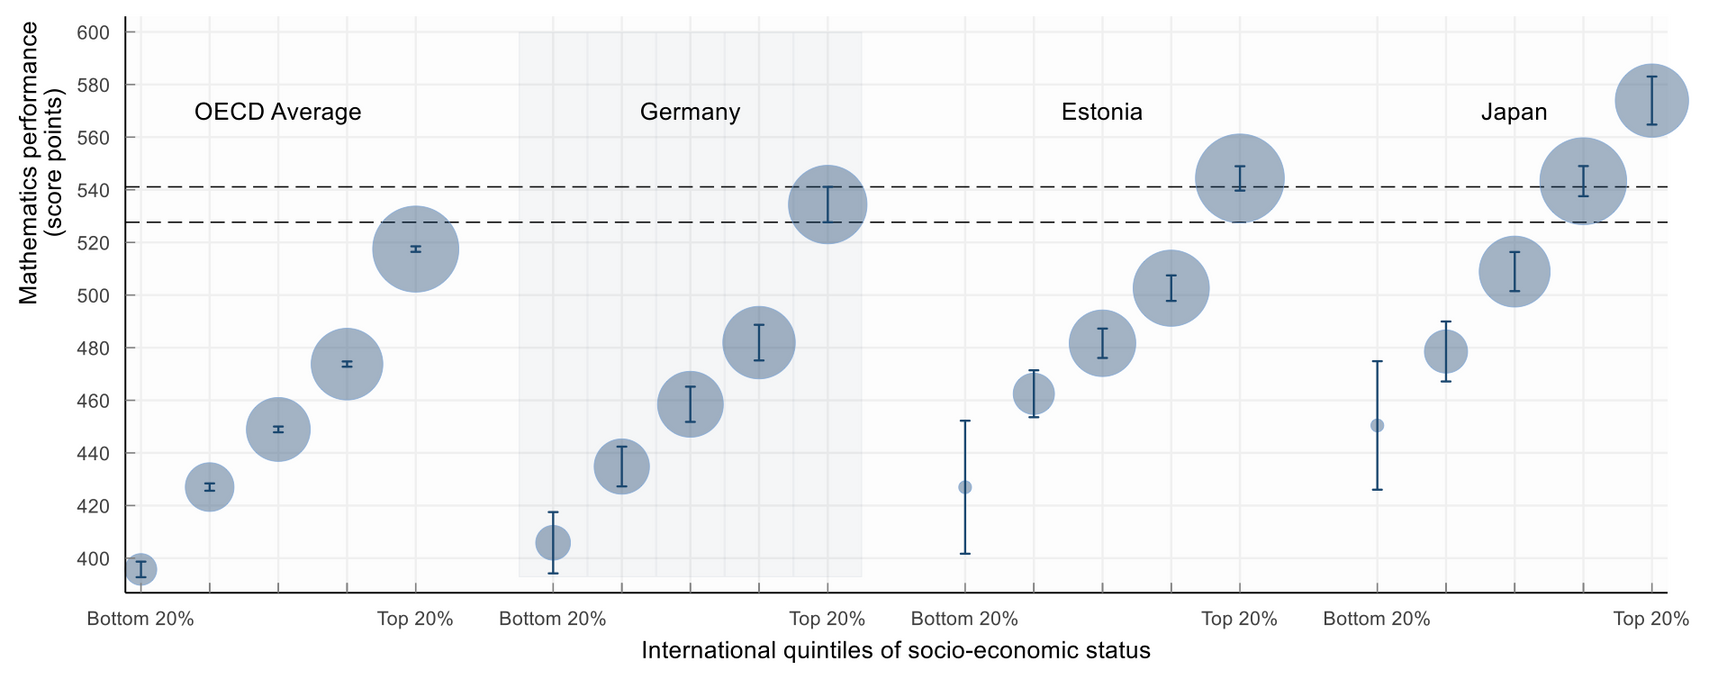 Mathematics performance
(score points)
600
580
560
540
520
500
480
460
440
420
400
OECD Average
Germany
Estonia
Japan
Bottom 20%
Top 20%
Bottom 20%
Top 20%
Bottom 20%
Top 20%
Bottom 20%
Top 20%
International quintiles of socio-economic status